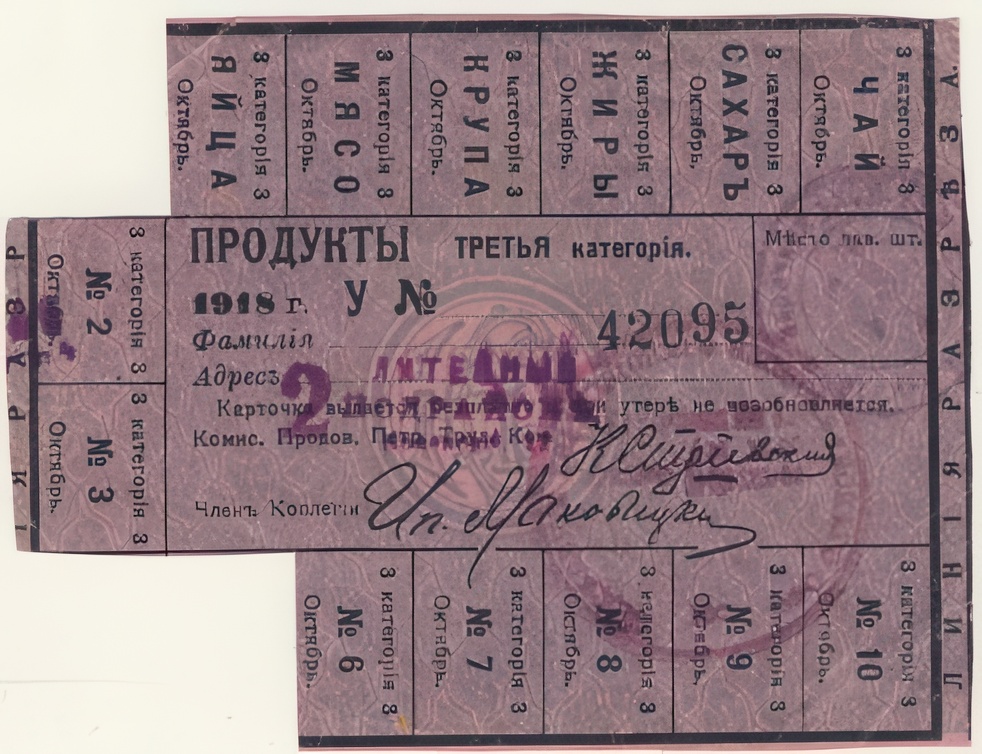 3 категорія 3
ЯЙЦА
Октябрь.
3 категорія 3
МЯСО
Октябрь.
3 категорія 3
КРУПА
Октябрь.
3 категорія 3
ЖИРЫ
Октябрь.
3 категорія 3
САХАРЪ
Октябрь.
3 категорія 3
ЧАЙ
Октябрь.
ЛИНІЯ РАЗРѢЗА.
3 категорія 3
№ 2
Октябрь.
3 категорія 3
№ 3
Октябрь.
ІЯ РАЗР
ПРОДУКТЫ ТРЕТЬЯ категорія.
Мѣсто лав. шт.
1918 г. У № 42095
Фамилія
Адресъ
2 ЛИТЕЙНЫЙ
Карточка выдается безплатно и при утерѣ не возобновляется.
Комис. Продов. Петр. Труд. Ком.
Членъ Коллегіи
3 категорія 3
№ 6
Октябрь.
3 категорія 3
№ 7
Октябрь.
3 категорія 3
№ 8
Октябрь.
3 категорія 3
№ 9
Октябрь.
3 категорія 3
№ 10
Октябрь.